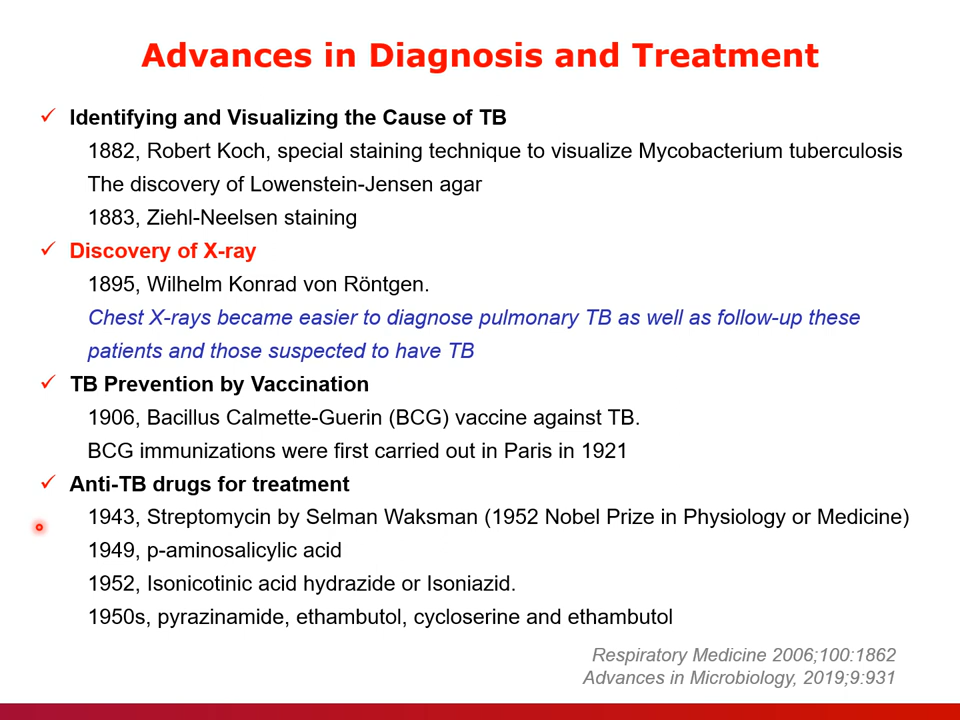 Advances in Diagnosis and Treatment
✓ Identifying and Visualizing the Cause of TB
1882, Robert Koch, special staining technique to visualize Mycobacterium tuberculosis
The discovery of Lowenstein-Jensen agar
1883, Ziehl-Neelsen staining
✓ Discovery of X-ray
1895, Wilhelm Konrad von Röntgen.
Chest X-rays became easier to diagnose pulmonary TB as well as follow-up these
patients and those suspected to have TB
✓ TB Prevention by Vaccination
1906, Bacillus Calmette-Guerin (BCG) vaccine against TB.
BCG immunizations were first carried out in Paris in 1921
✓ Anti-TB drugs for treatment
1943, Streptomycin by Selman Waksman (1952 Nobel Prize in Physiology or Medicine)
1949, p-aminosalicylic acid
1952, Isonicotinic acid hydrazide or Isoniazid.
1950s, pyrazinamide, ethambutol, cycloserine and ethambutol
Respiratory Medicine 2006;100:1862
Advances in Microbiology, 2019;9:931